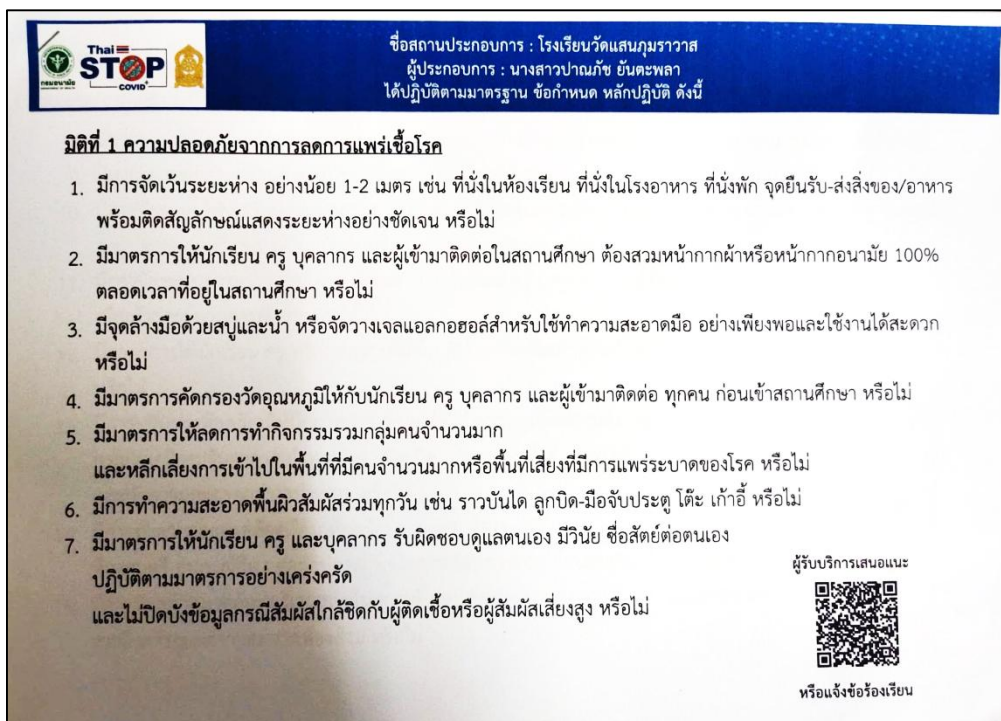 Thai
STOP
COVID
กรมอนามัย
ชื่อสถานประกอบการ : โรงเรียนวัดแสนภุมราวาส
ผู้ประกอบการ : นางสาวปาณภัช ยันตะพลา
ได้ปฏิบัติตามมาตรฐาน ข้อกำหนด หลักปฏิบัติ ดังนี้
มิติที่ 1 ความปลอดภัยจากการลดการแพร่เชื้อโรค
1. มีการจัดเว้นระยะห่าง อย่างน้อย 1-2 เมตร เช่น ที่นั่งในห้องเรียน ที่นั่งในโรงอาหาร ที่นั่งพัก จุดยืนรับ-ส่งสิ่งของ/อาหาร
พร้อมติดสัญลักษณ์แสดงระยะห่างอย่างชัดเจน หรือไม่
2. มีมาตรการให้นักเรียน ครู บุคลากร และผู้เข้ามาติดต่อในสถานศึกษา ต้องสวมหน้ากากผ้าหรือหน้ากากอนามัย 100%
ตลอดเวลาที่อยู่ในสถานศึกษา หรือไม่
3. มีจุดล้างมือด้วยสบู่และน้ำ หรือจัดวางเจลแอลกอฮอล์สำหรับใช้ทำความสะอาดมือ อย่างเพียงพอและใช้งานได้สะดวก
หรือไม่
4. มีมาตรการคัดกรองวัดอุณหภูมิให้กับนักเรียน ครู บุคลากร และผู้เข้ามาติดต่อ ทุกคน ก่อนเข้าสถานศึกษา หรือไม่
5. มีมาตรการให้ลดการทำกิจกรรมรวมกลุ่มคนจำนวนมาก
และหลีกเลี่ยงการเข้าไปในพื้นที่ที่มีคนจำนวนมากหรือพื้นที่เสี่ยงที่มีการแพร่ระบาดของโรค หรือไม่
6. มีการทำความสะอาดพื้นผิวสัมผัสร่วมทุกวัน เช่น ราวบันได ลูกบิด-มือจับประตู โต๊ะ เก้าอี้ หรือไม่
7. มีมาตรการให้นักเรียน ครู และบุคลากร รับผิดชอบดูแลตนเอง มีวินัย ซื่อสัตย์ต่อตนเอง
ปฏิบัติตามมาตรการอย่างเคร่งครัด
และไม่ปิดบังข้อมูลกรณีสัมผัสใกล้ชิดกับผู้ติดเชื้อหรือผู้สัมผัสเสี่ยงสูง หรือไม่
ผู้รับบริการเสนอแนะ
หรือแจ้งข้อร้องเรียน